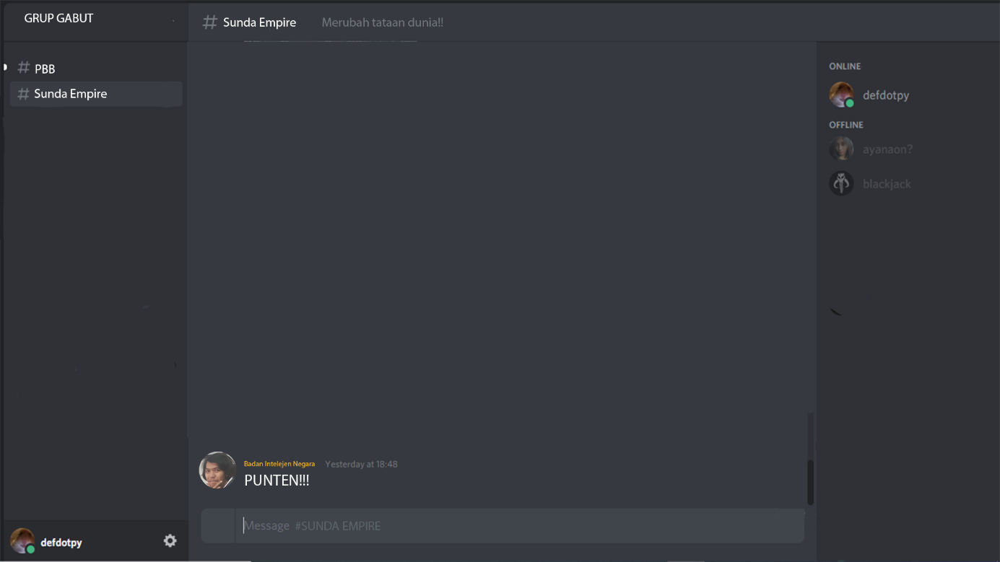 GRUP GABUT
# PBB
# Sunda Empire
# Sunda Empire Merubah tataan dunia!!
Badan Intelejen Negara Yesterday at 18:48
PUNTEN!!!
Message #SUNDA EMPIRE
defdotpy
ONLINE
defdotpy
OFFLINE
ayanaon?
blackjack